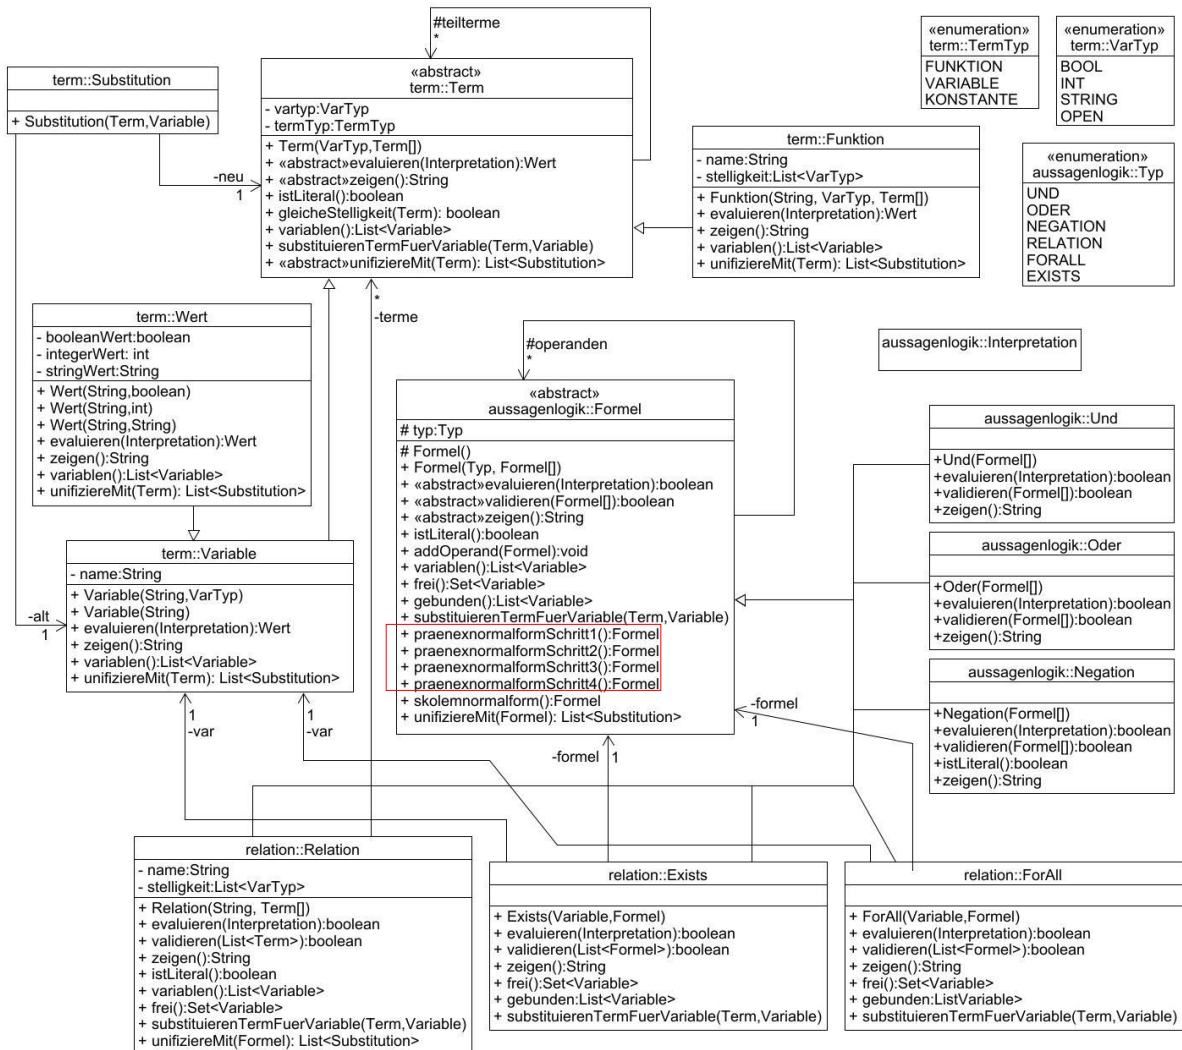 #teilterme
*
«abstract»
term::Term
- vartyp:VarTyp
- termTyp:TermTyp
+ Term(VarTyp,Term[])
+ «abstract»evaluieren(Interpretation):Wert
+ «abstract»zeigen():String
+ istLiteral():boolean
+ gleicheStelligkeit(Term): boolean
+ variablen():List<Variable>
+ substituierenTermFuerVariable(Term,Variable)
+ «abstract»unifiziereMit(Term): List<Substitution>
term::Substitution
+ Substitution(Term,Variable)
-neu
1
«enumeration»
term::TermTyp
FUNKTION
VARIABLE
KONSTANTE
«enumeration»
term::VarTyp
BOOL
INT
STRING
OPEN
term::Funktion
- name:String
- stelligkeit:List<VarTyp>
+ Funktion(String, VarTyp, Term[])
+ evaluieren(Interpretation):Wert
+ zeigen():String
+ variablen():List<Variable>
+ unifiziereMit(Term): List<Substitution>
«enumeration»
aussagenlogik::Typ
UND
ODER
NEGATION
RELATION
FORALL
EXISTS
*
-terme
term::Wert
- booleanWert:boolean
- integerWert: int
- stringWert:String
+ Wert(String,boolean)
+ Wert(String,int)
+ Wert(String,String)
+ evaluieren(Interpretation):Wert
+ zeigen():String
+ variablen():List<Variable>
+ unifiziereMit(Term): List<Substitution>
#operanden
*
aussagenlogik::Interpretation
«abstract»
aussagenlogik::Formel
# typ:Typ
# Formel()
+ Formel(Typ, Formel[])
+ «abstract»evaluieren(Interpretation):boolean
+ «abstract»validieren(Formel[]):boolean
+ «abstract»zeigen():String
+ istLiteral():boolean
+ addOperand(Formel):void
+ variablen():List<Variable>
+ frei():Set<Variable>
+ gebunden():List<Variable>
+ substituierenTermFuerVariable(Term,Variable)
+ praenexnormalformSchritt1():Formel
+ praenexnormalformSchritt2():Formel
+ praenexnormalformSchritt3():Formel
+ praenexnormalformSchritt4():Formel
+ skolemnormalform():Formel
+ unifiziereMit(Formel): List<Substitution>
aussagenlogik::Und
+Und(Formel[])
+evaluieren(Interpretation):boolean
+validieren(Formel[]):boolean
+zeigen():String
aussagenlogik::Oder
+Oder(Formel[])
+evaluieren(Interpretation):boolean
+validieren(Formel[]):boolean
+zeigen():String
aussagenlogik::Negation
+Negation(Formel[])
+evaluieren(Interpretation):boolean
+validieren(Formel[]):boolean
+istLiteral():boolean
+zeigen():String
term::Variable
- name:String
+ Variable(String,VarTyp)
+ Variable(String)
+ evaluieren(Interpretation):Wert
+ zeigen():String
+ variablen():List<Variable>
+ unifiziereMit(Term): List<Substitution>
-alt
1
1
-var
1
-var
-formel
1
-formel
1
relation::Relation
- name:String
- stelligkeit:List<VarTyp>
+ Relation(String, Term[])
+ evaluieren(Interpretation):boolean
+ validieren(List<Term>):boolean
+ zeigen():String
+ istLiteral():boolean
+ variablen():List<Variable>
+ frei():Set<Variable>
+ substituierenTermFuerVariable(Term,Variable)
+ unifiziereMit(Formel): List<Substitution>
relation::Exists
+ Exists(Variable,Formel)
+ evaluieren(Interpretation):boolean
+ validieren(List<Formel>):boolean
+ zeigen():String
+ frei():Set<Variable>
+ gebunden:List<Variable>
+ substituierenTermFuerVariable(Term,Variable)
relation::ForAll
+ ForAll(Variable,Formel)
+ evaluieren(Interpretation):boolean
+ validieren(List<Formel>):boolean
+ zeigen():String
+ frei():Set<Variable>
+ gebunden:ListVariable>
+ substituierenTermFuerVariable(Term,Variable)